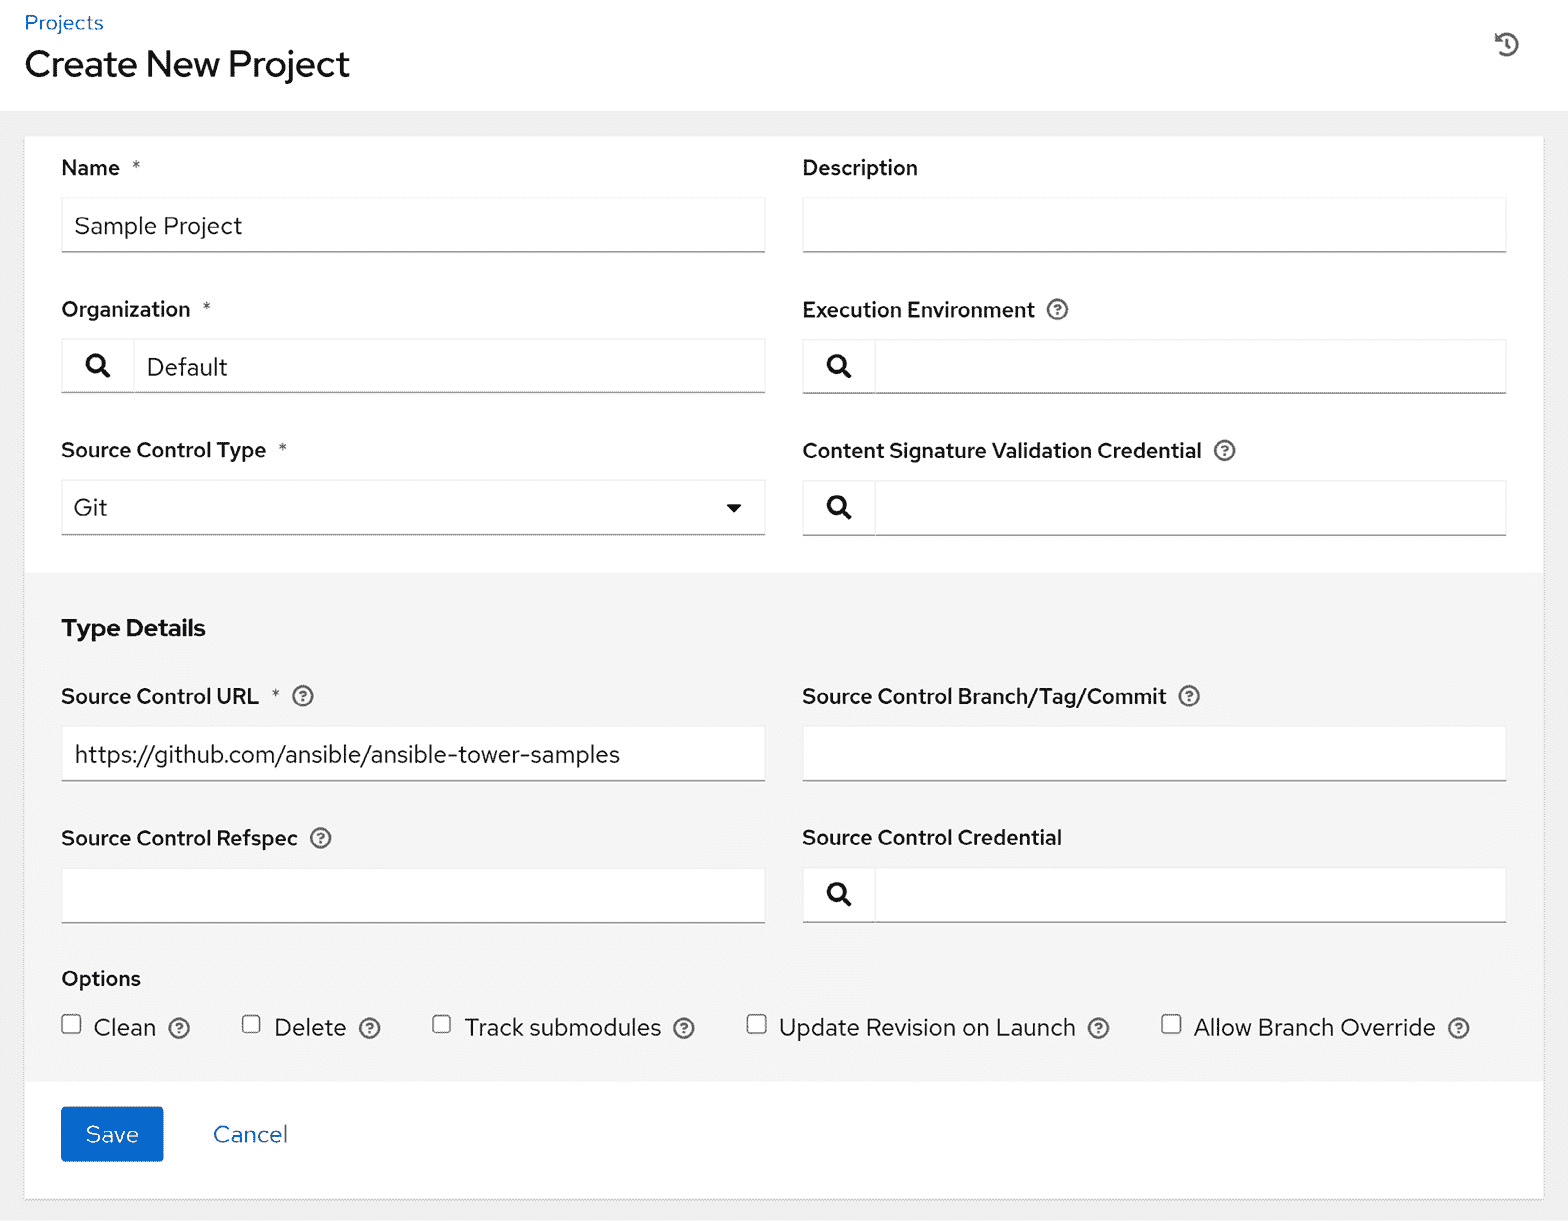 Projects
Create New Project
Name *
Description
Sample Project
Organization *
Execution Environment
Default
Source Control Type *
Content Signature Validation Credential
Git
Type Details
Source Control URL *
Source Control Branch/Tag/Commit
https://github.com/ansible/ansible-tower-samples
Source Control Refspec
Source Control Credential
Options
Clean Delete Track submodules Update Revision on Launch Allow Branch Override
Save Cancel